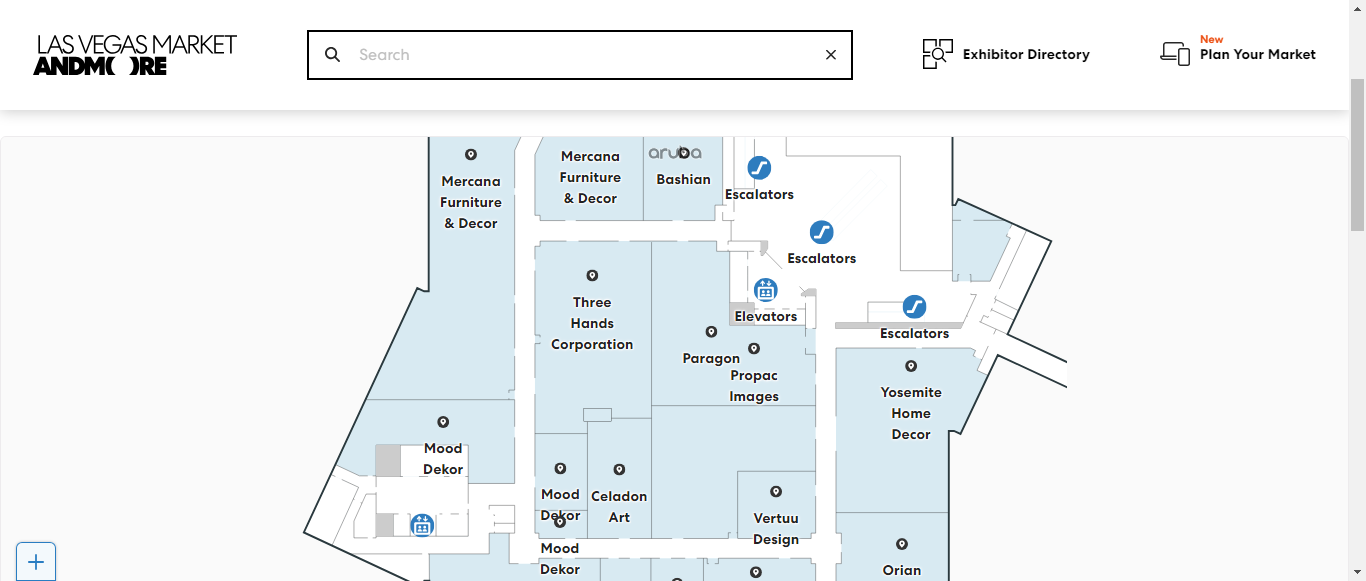 LAS VEGAS MARKET
ANDMORE
Search
Exhibitor Directory
New
Plan Your Market
Mercana
Furniture
& Decor
Mercana
Furniture
& Decor
aruba
Bashian
Escalators
Escalators
Elevators
Escalators
Three
Hands
Corporation
Paragon
Propac
Images
Yosemite
Home
Decor
Mood
Dekor
Mood
Dekor
Celadon
Art
Vertuu
Design
Mood
Dekor
Orian